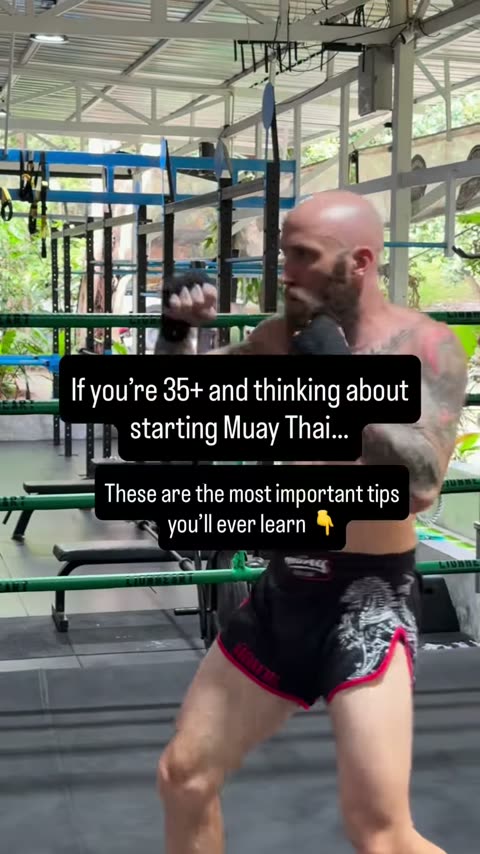 If you're 35+ and thinking about
starting Muay Thai...
These are the most important tips
you'll ever learn 👇